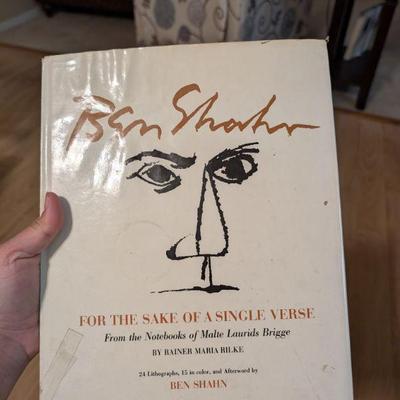 Ben Shahn
FOR THE SAKE OF A SINGLE VERSE
From the Notebooks of Malte Laurids Brigge
BY RAINER MARIA RILKE
24 Lithographs, 15 in color, and Afterword by
BEN SHAHN